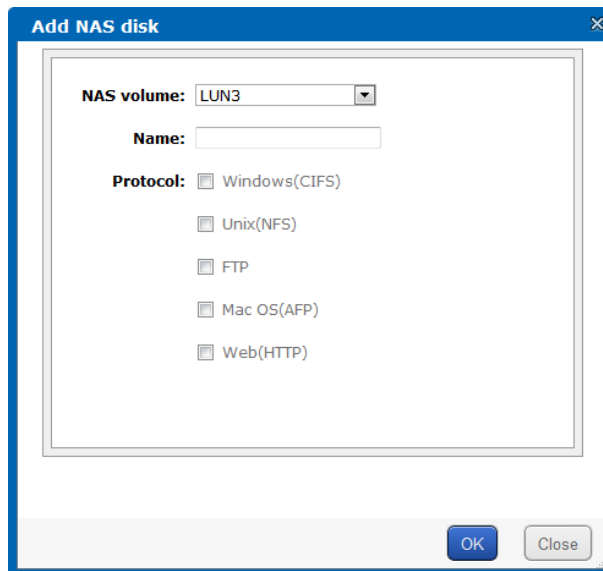 Add NAS disk
NAS volume: LUN3
Name:
Protocol: Windows(CIFS)
Unix(NFS)
FTP
Mac OS(AFP)
Web(HTTP)
OK Close